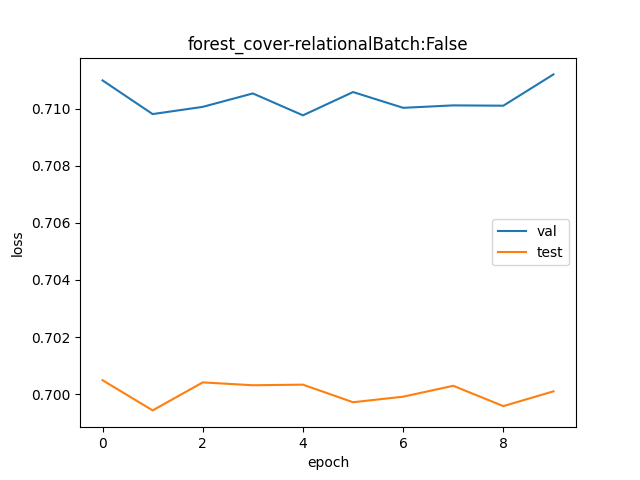 forest_cover-relationalBatch:False
loss
0.710
0.708
0.706
0.704
0.702
0.700
val
test
0 2 4 6 8
epoch